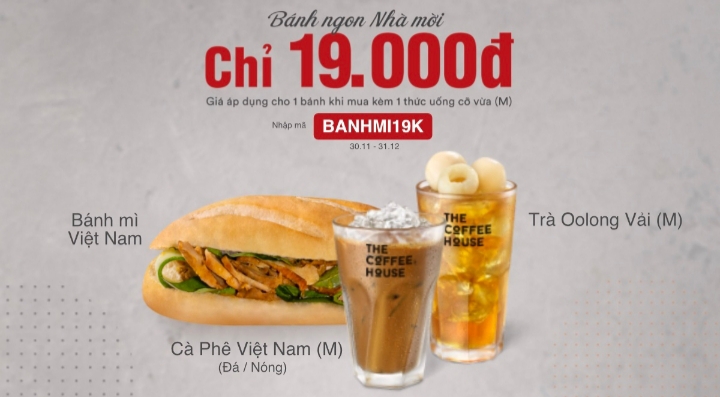 Bánh ngon Nhà mời
Chỉ 19.000đ
Giá áp dụng cho 1 bánh khi mua kèm 1 thức uống cỡ vừa (M)
Nhập mã BANHMI19K
30.11 - 31.12
Bánh mì
Việt Nam
THE
COFFEE
HOUSE
THE
COFFEE
HOUSE
Trà Oolong Vải (M)
Cà Phê Việt Nam (M)
(Đá / Nóng)